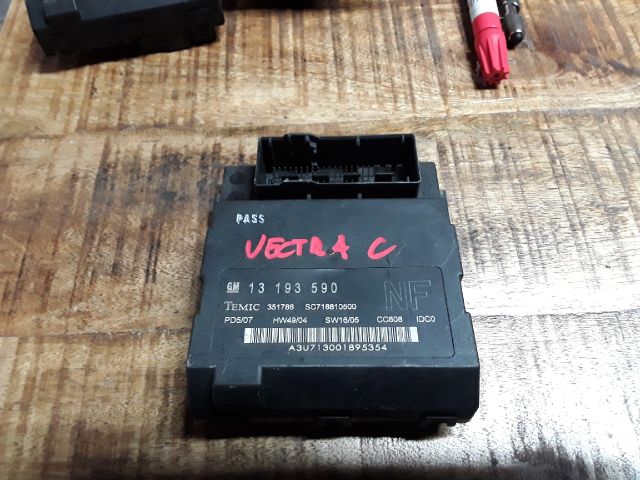 PASS
VECTRA C
GM 13 193 590 NF
TEMIC 351786 SC718810500
PD5/07 HW49/04 SW16/05 CC808 IDC0
A3U713001895354